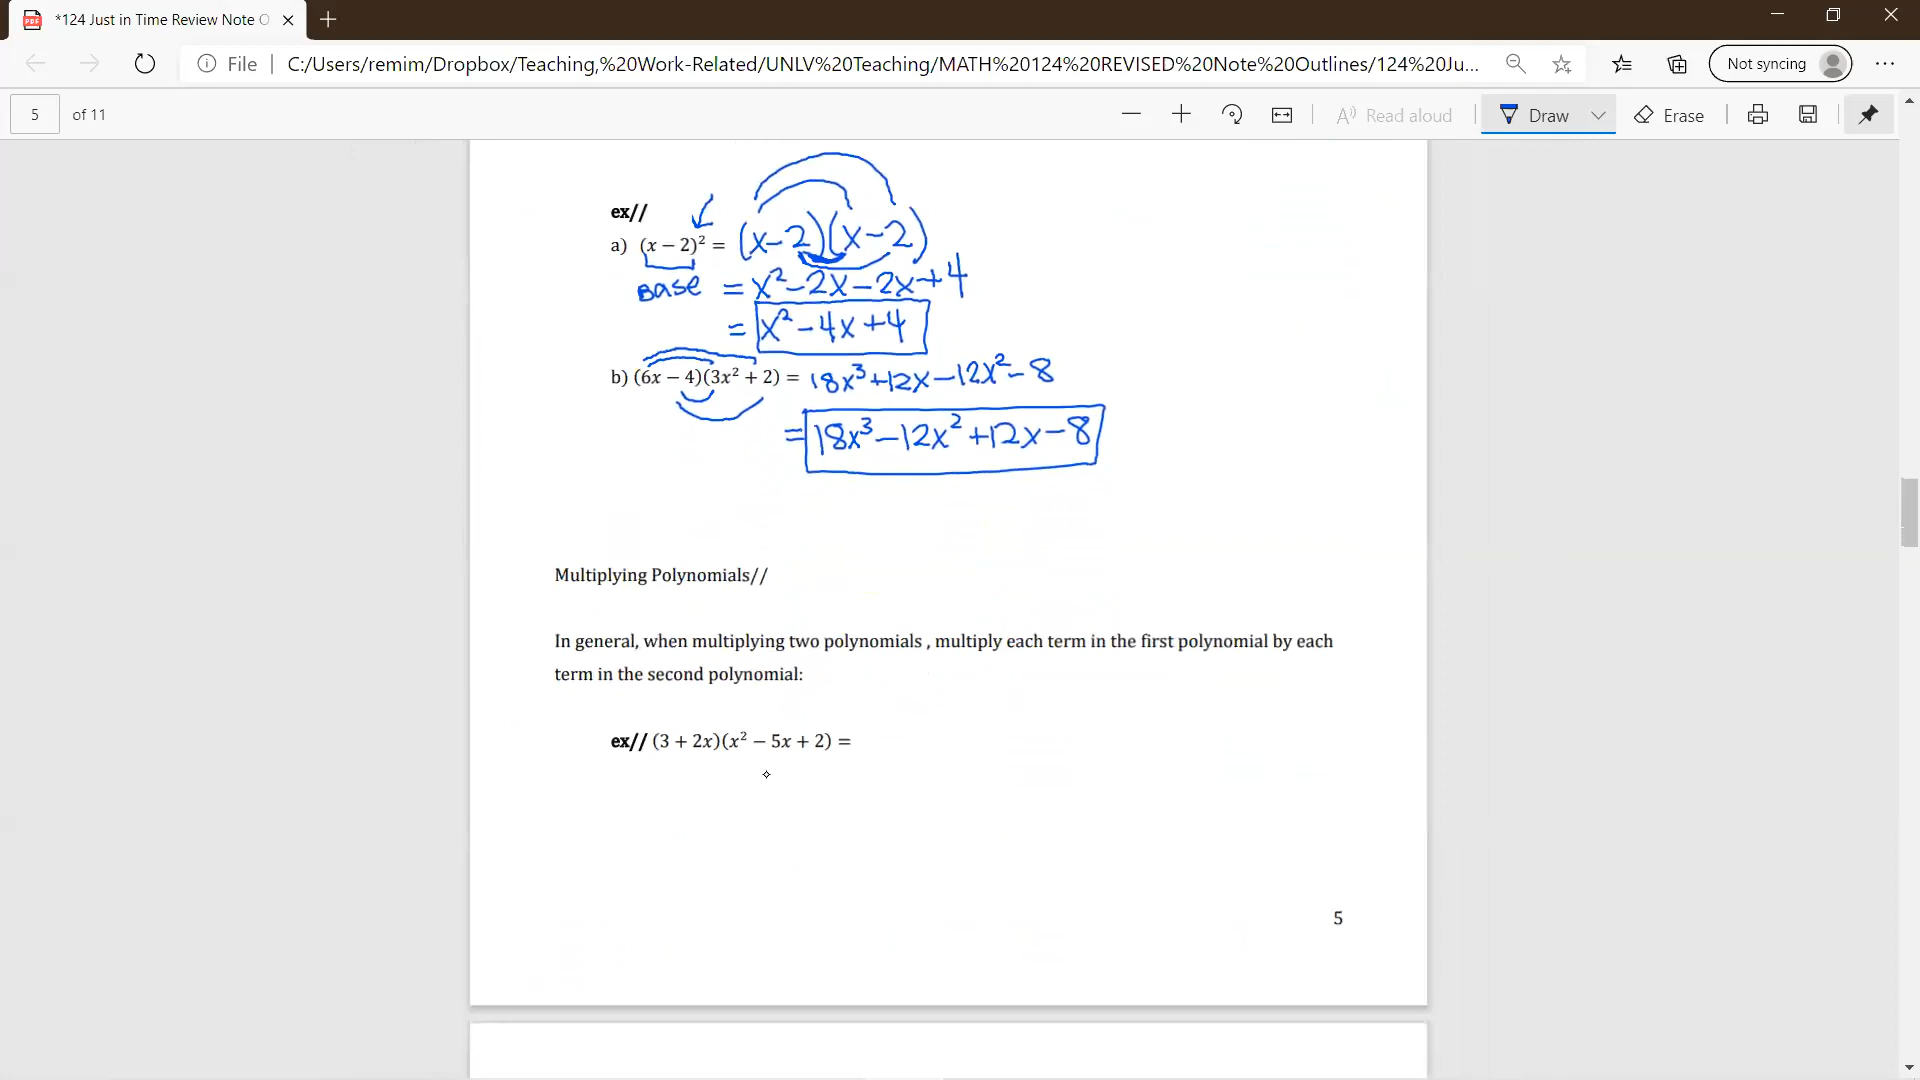 *124 Just in Time Review Note O
File
C:/Users/remim/Dropbox/Teaching,%20Work-Related/UNLV%20Teaching/MATH%20124%20REVISED%20Note%20Outlines/124%20Ju...
Not syncing
5 of 11
Read aloud
Draw
Erase
ex//
a) (x − 2)² = (x-2)(x-2)
Base = x²-2x-2x+4
= x²-4x+4
b) (6x − 4)(3x² + 2) = 18x³+12x-12x²-8
= 18x³-12x²+12x-8
Multiplying Polynomials//
In general, when multiplying two polynomials , multiply each term in the first polynomial by each
term in the second polynomial:
ex// (3 + 2x)(x² − 5x + 2) =
5